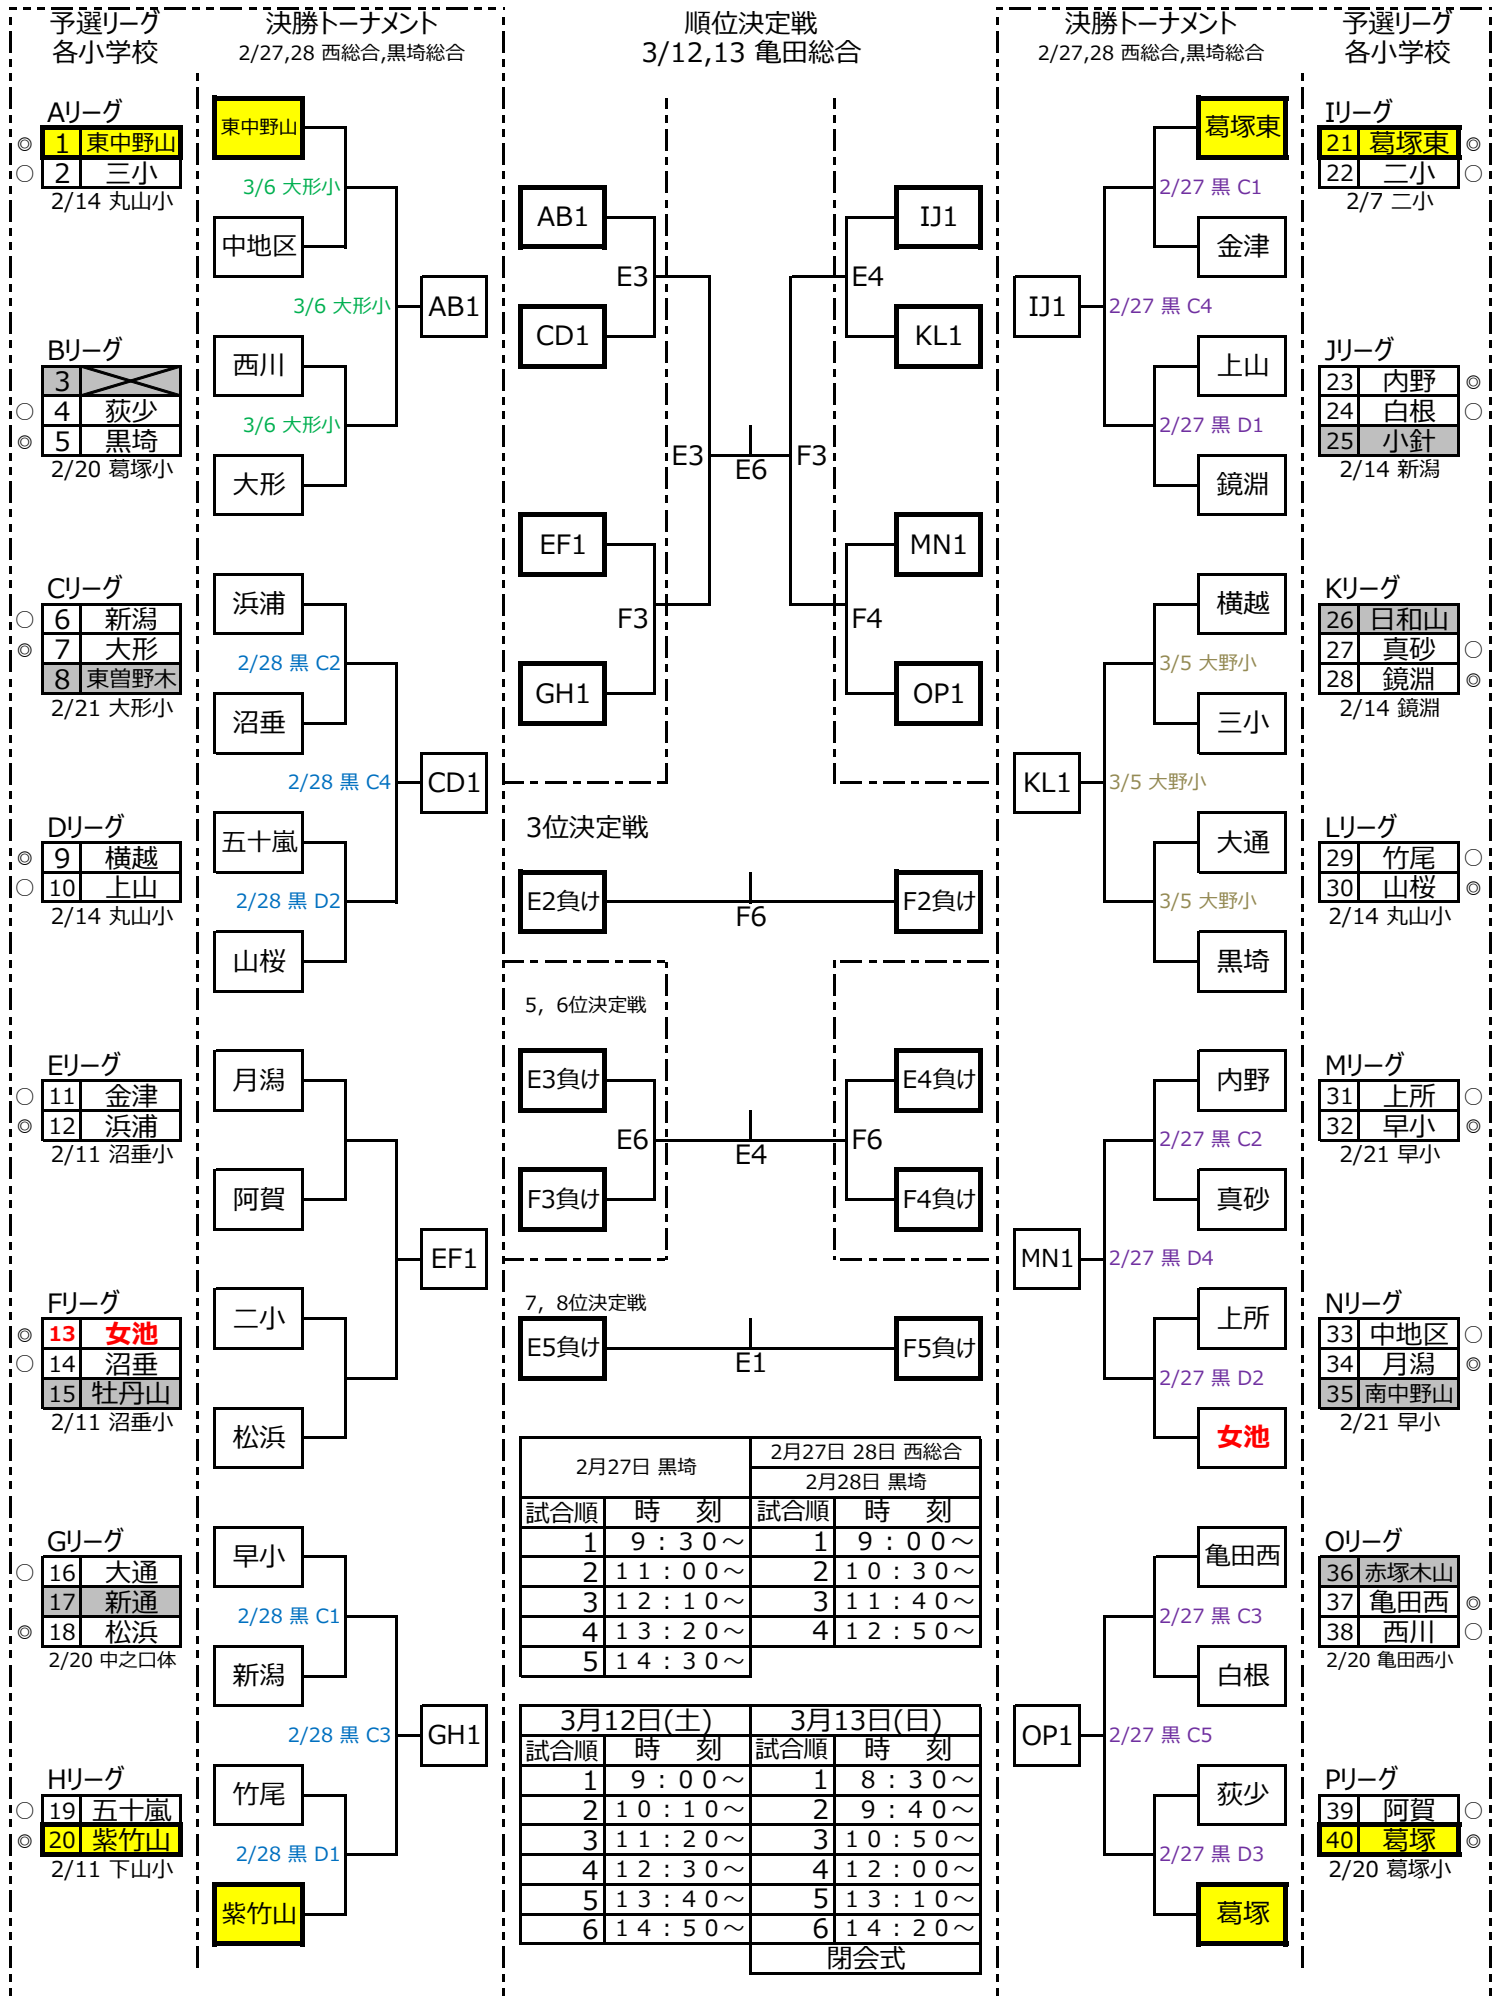 予選リーグ
各小学校
決勝トーナメント
2/27,28 西総合,黒埼総合
順位決定戦
3/12,13 亀田総合
決勝トーナメント
2/27,28 西総合,黒埼総合
予選リーグ
各小学校
Aリーグ
◎ 1 東中野山
○ 2 三小
2/14 丸山小
Bリーグ
3
○ 4 荻少
◎ 5 黒埼
2/20 葛塚小
Cリーグ
○ 6 新潟
◎ 7 大形
8 東曽野木
2/21 大形小
Dリーグ
◎ 9 横越
○ 10 上山
2/14 丸山小
Eリーグ
○ 11 金津
◎ 12 浜浦
2/11 沼垂小
Fリーグ
◎ 13 女池
○ 14 沼垂
15 牡丹山
2/11 沼垂小
Gリーグ
○ 16 大通
17 新通
◎ 18 松浜
2/20 中之口体
Hリーグ
○ 19 五十嵐
◎ 20 紫竹山
2/11 下山小
東中野山
3/6 大形小
中地区
3/6 大形小
AB1
西川
3/6 大形小
大形
浜浦
2/28 黒 C2
沼垂
2/28 黒 C4
CD1
五十嵐
2/28 黒 D2
山桜
月潟
阿賀
EF1
二小
松浜
早小
2/28 黒 C1
新潟
2/28 黒 C3
GH1
竹尾
2/28 黒 D1
紫竹山
AB1
E3
CD1
E3
EF1
F3
GH1
E6
IJ1
E4
KL1
F3
MN1
F4
OP1
3位決定戦
E2負け
F6
F2負け
5，6位決定戦
E3負け
E6
F3負け
E4
E4負け
F6
F4負け
7，8位決定戦
E5負け
E1
F5負け
2月27日 黒埼
2月27日 28日 西総合
2月28日 黒埼
試合順 時 刻 試合順 時 刻
1 9：30～ 1 9：00～
2 11：00～ 2 10：30～
3 12：10～ 3 11：40～
4 13：20～ 4 12：50～
5 14：30～
3月12日(土) 3月13日(日)
試合順 時 刻 試合順 時 刻
1 9：00～ 1 8：30～
2 10：10～ 2 9：40～
3 11：20～ 3 10：50～
4 12：30～ 4 12：00～
5 13：40～ 5 13：10～
6 14：50～ 6 14：20～
閉会式
葛塚東
2/27 黒 C1
金津
IJ1
2/27 黒 C4
上山
2/27 黒 D1
鏡淵
横越
3/5 大野小
三小
KL1
3/5 大野小
大通
3/5 大野小
黒埼
内野
2/27 黒 C2
真砂
MN1
2/27 黒 D4
上所
2/27 黒 D2
女池
亀田西
2/27 黒 C3
白根
OP1
2/27 黒 C5
荻少
2/27 黒 D3
葛塚
Iリーグ
21 葛塚東 ◎
22 二小 ○
2/7 二小
Jリーグ
23 内野 ◎
24 白根 ○
25 小針
2/14 新潟
Kリーグ
26 日和山
27 真砂 ○
28 鏡淵 ◎
2/14 鏡淵
Lリーグ
29 竹尾 ○
30 山桜 ◎
2/14 丸山小
Mリーグ
31 上所 ○
32 早小 ◎
2/21 早小
Nリーグ
33 中地区 ○
34 月潟 ◎
35 南中野山
2/21 早小
Oリーグ
36 赤塚木山
37 亀田西 ◎
38 西川 ○
2/20 亀田西小
Pリーグ
39 阿賀 ○
40 葛塚 ◎
2/20 葛塚小